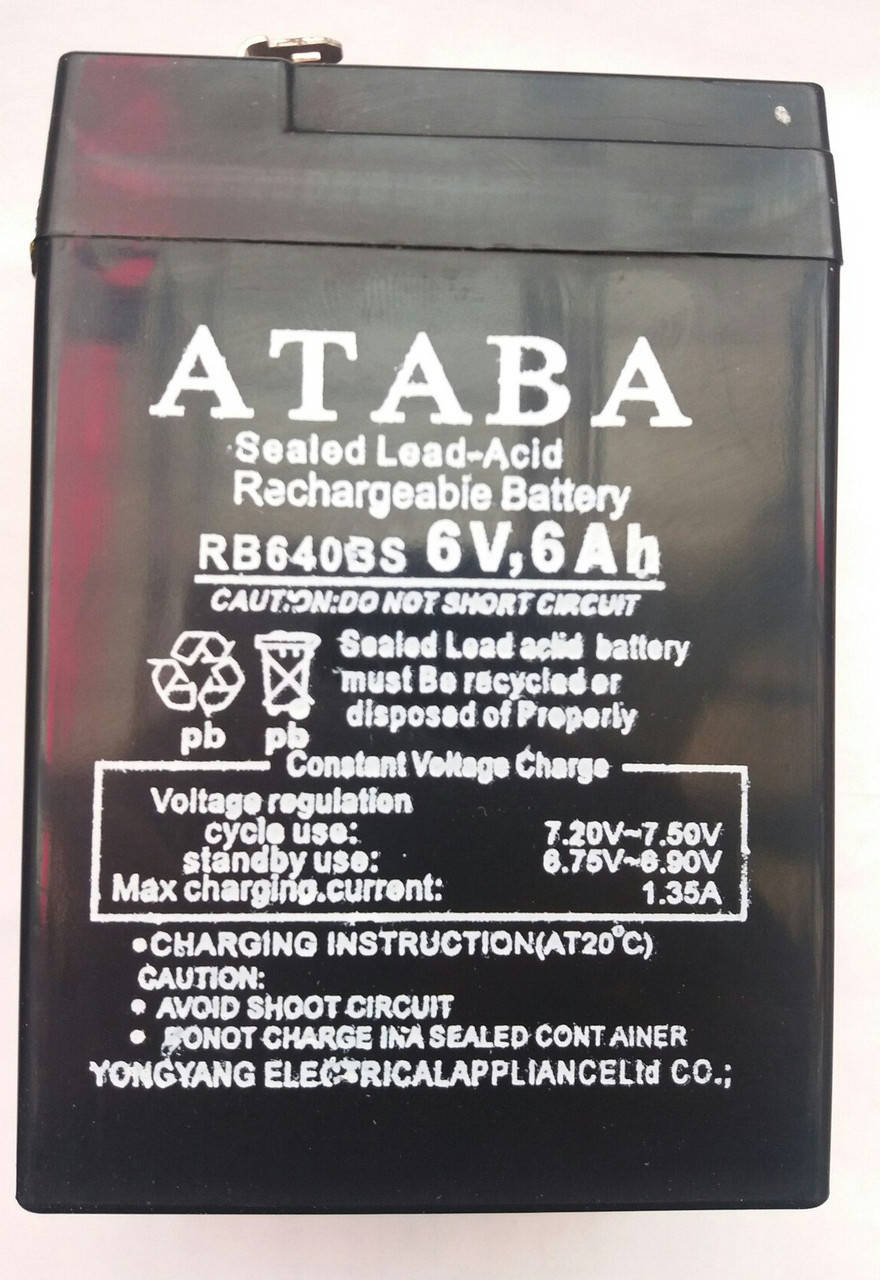 ATABA
Sealed Lead-Acid
Rechargeable Battery
RB640BS 6V,6Ah
CAUTION:DO NOT SHORT CIRCUIT
Sealed Lead aclid battery
must Be recycled or
disposed of Properly
pb pb
Constant Voltage Charge
Voltage regulation
cycle use: 7.20V~7.50V
standby use: 6.75V~6.90V
Max charging.current: 1.35A
•CHARGING INSTRUCTION(AT20°C)
CAUTION:
• AVOID SHOOT CIRCUIT
• DONOT CHARGE INA SEALED CONTAINER
YONGYANG ELECTRICALAPPLIANCELtd CO.;